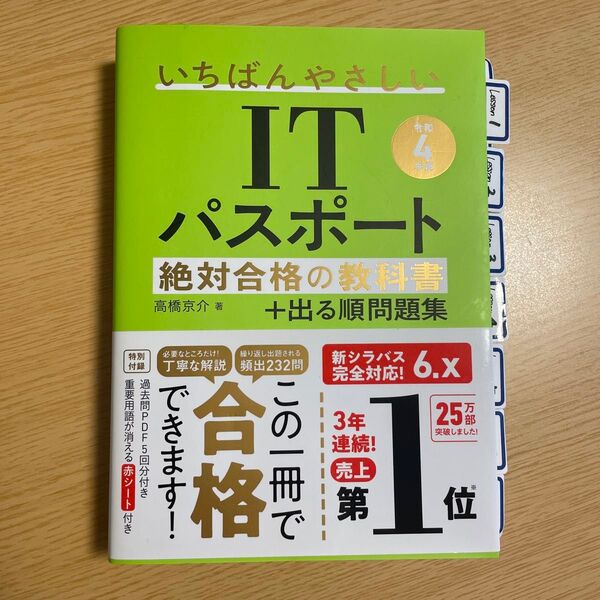 いちばんやさしい
IT
令和
4
年度
パスポート
絶対合格の教科書
高橋京介 著
+出る順問題集
特別
付録
過去問PDF5回分付き
重要用語が消える赤シート付き
必要なところだけ!
丁寧な解説
繰り返し出題される
頻出232問
この一冊で
合格
できます!
新シラバス
完全対応!
6.x
3年
連続!
売上
第1位
※
25万部
突破しました!
Lesson 1
Lesson 2